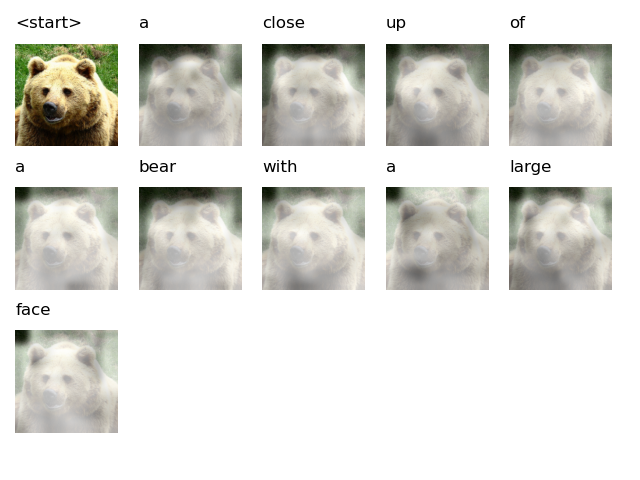 <start> a close up of
a bear with a large
face